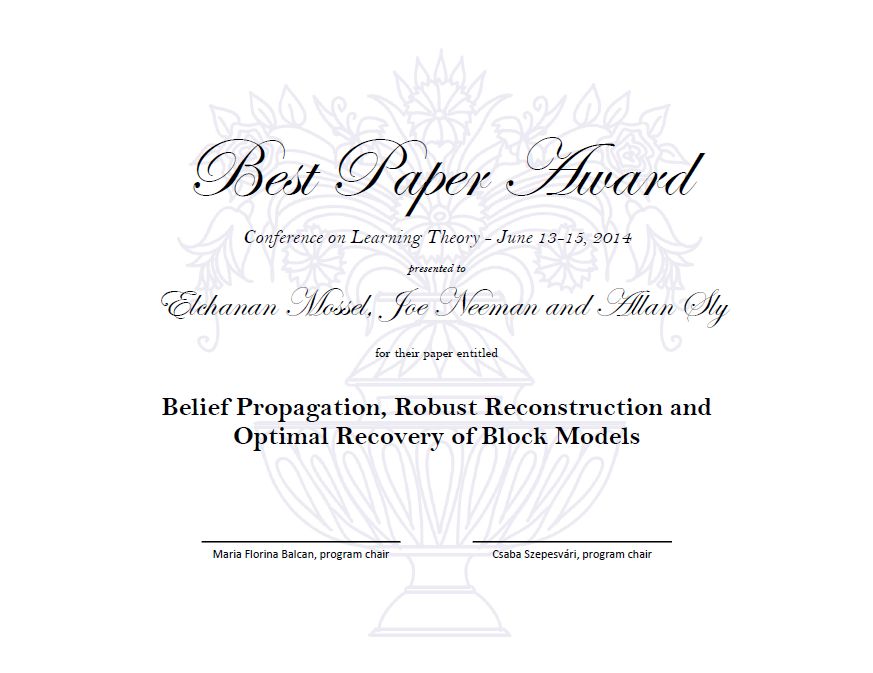 Best Paper Award
Conference on Learning Theory - June 13-15, 2014
presented to
Elchanan Mossel, Joe Neeman and Allan Sly
for their paper entitled
Belief Propagation, Robust Reconstruction and
Optimal Recovery of Block Models
Maria Florina Balcan, program chair
Csaba Szepesvári, program chair